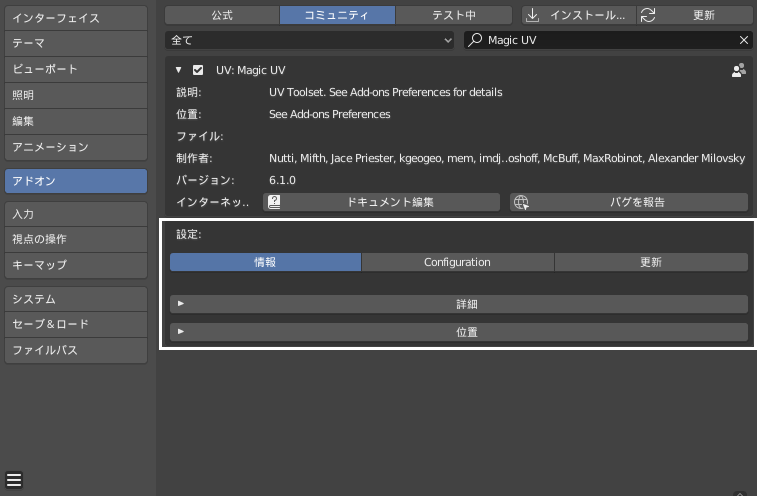 インターフェイス
テーマ
ビューポート
照明
編集
アニメーション
アドオン
入力
視点の操作
キーマップ
システム
セーブ＆ロード
ファイルパス
公式 コミュニティ テスト中 インストール... 更新
全て Magic UV
UV: Magic UV
説明: UV Toolset. See Add-ons Preferences for details
位置: See Add-ons Preferences
ファイル:
制作者: Nutti, Mifth, Jace Priester, kgeogeo, mem, imdj..oshoff, McBuff, MaxRobinot, Alexander Milovsky
バージョン: 6.1.0
インターネッ.. ドキュメント編集 バグを報告
設定:
情報 Configuration 更新
詳細
位置